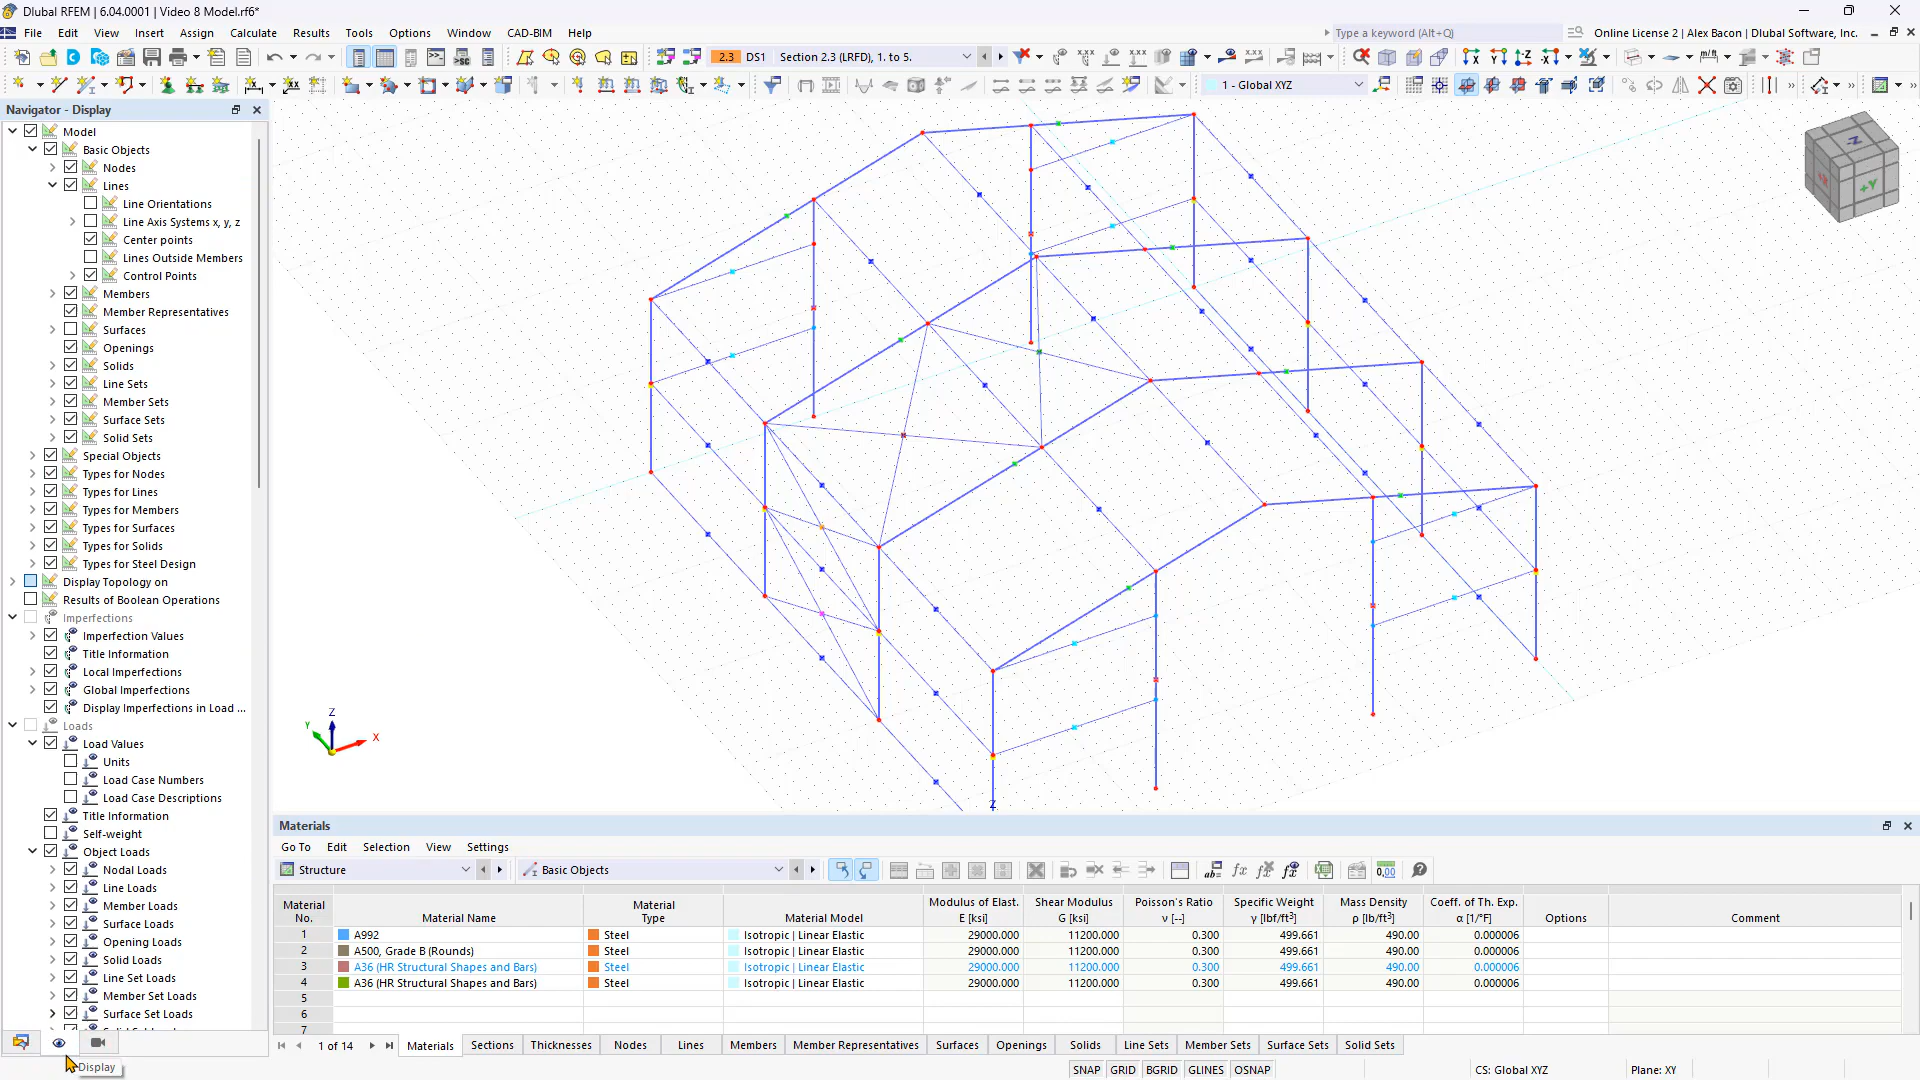 Dlubal RFEM | 6.04.0001 | Video 8 Model.rf6*
File Edit View Insert Assign Calculate Results Tools Options Window CAD-BIM Help
Type a keyword (Alt+Q)
Online License 2 | Alex Bacon | Dlubal Software, Inc.
2.3 DS1 Section 2.3 (LRFD), 1. to 5.
1 - Global XYZ
Navigator - Display
Model
Basic Objects
Nodes
Lines
Line Orientations
Line Axis Systems x, y, z
Center points
Lines Outside Members
Control Points
Members
Member Representatives
Surfaces
Openings
Solids
Line Sets
Member Sets
Surface Sets
Solid Sets
Special Objects
Types for Nodes
Types for Lines
Types for Members
Types for Surfaces
Types for Solids
Types for Steel Design
Display Topology on
Results of Boolean Operations
Imperfections
Imperfection Values
Title Information
Local Imperfections
Global Imperfections
Display Imperfections in Load ...
Loads
Load Values
Units
Load Case Numbers
Load Case Descriptions
Title Information
Self-weight
Object Loads
Nodal Loads
Line Loads
Member Loads
Surface Loads
Opening Loads
Solid Loads
Line Set Loads
Member Set Loads
Surface Set Loads
Display
-Z
+X
+Y
Z
Y
X
Z
Materials
Go To Edit Selection View Settings
Structure
Basic Objects
Material No. Material Name Material Type Material Model Modulus of Elast. E [ksi] Shear Modulus G [ksi] Poisson's Ratio ν [--] Specific Weight γ [lbf/ft³] Mass Density ρ [lb/ft³] Coeff. of Th. Exp. α [1/°F] Options Comment
1 A992 Steel Isotropic | Linear Elastic 29000.000 11200.000 0.300 499.661 490.00 0.000006
2 A500, Grade B (Rounds) Steel Isotropic | Linear Elastic 29000.000 11200.000 0.300 499.661 490.00 0.000006
3 A36 (HR Structural Shapes and Bars) Steel Isotropic | Linear Elastic 29000.000 11200.000 0.300 499.661 490.00 0.000006
4 A36 (HR Structural Shapes and Bars) Steel Isotropic | Linear Elastic 29000.000 11200.000 0.300 499.661 490.00 0.000006
5
6
7
1 of 14 Materials Sections Thicknesses Nodes Lines Members Member Representatives Surfaces Openings Solids Line Sets Member Sets Surface Sets Solid Sets
SNAP GRID BGRID GLINES OSNAP
CS: Global XYZ
Plane: XY